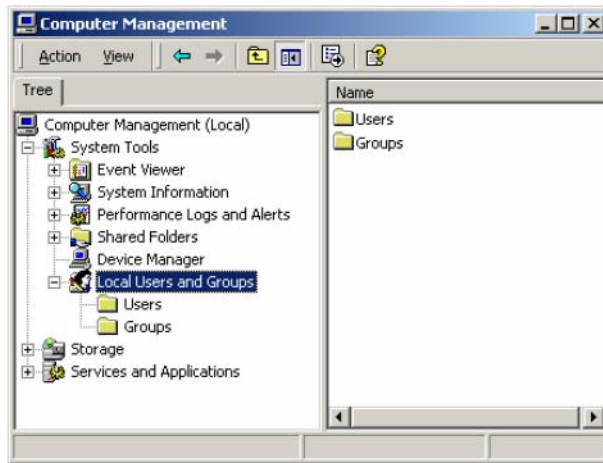 Computer Management
Action View
Tree
Name
Computer Management (Local)
System Tools
Event Viewer
System Information
Performance Logs and Alerts
Shared Folders
Device Manager
Local Users and Groups
Users
Groups
Storage
Services and Applications
Users
Groups